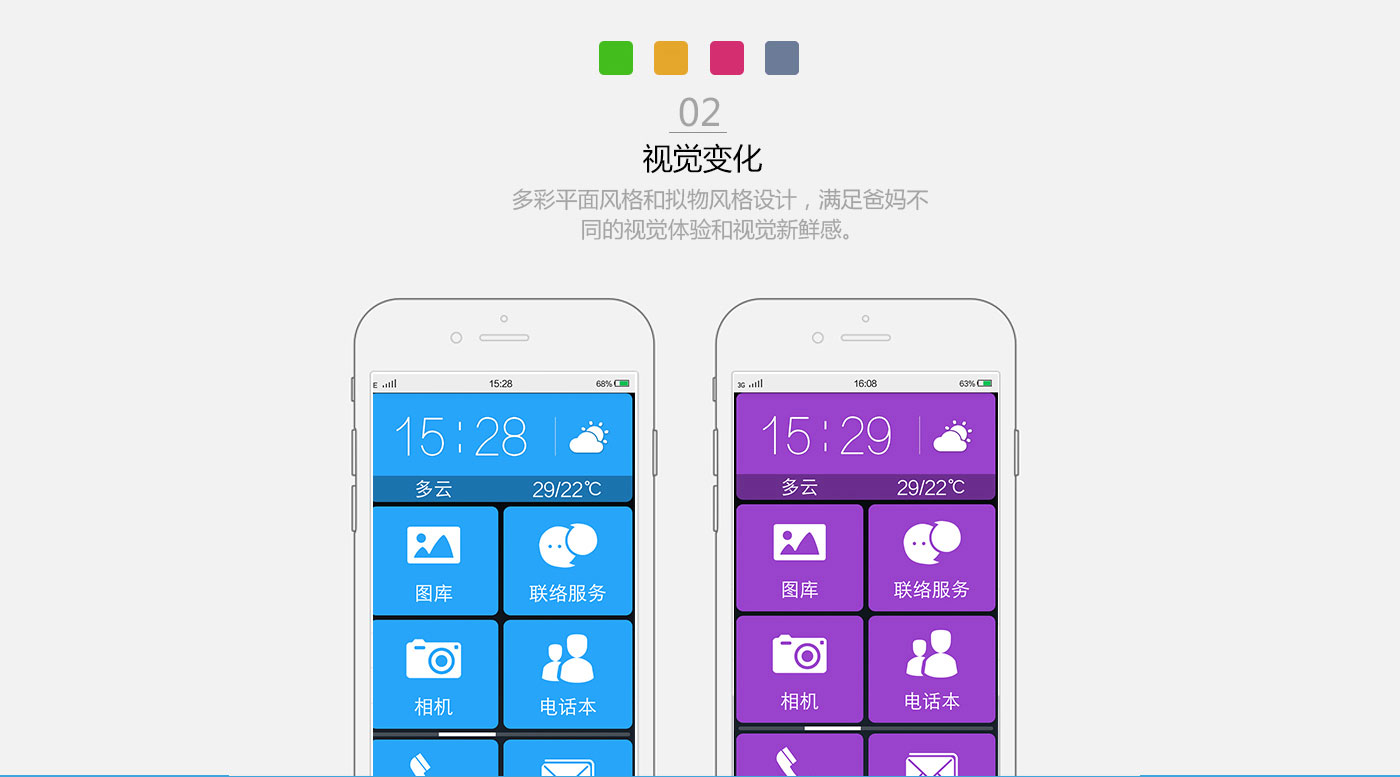 02
视觉变化
多彩平面风格和拟物风格设计，满足爸妈不
同的视觉体验和视觉新鲜感。
E 15:28 68%
15:28
多云 29/22℃
图库 联络服务
相机 电话本
3G 16:08 63%
15:29
多云 29/22℃
图库 联络服务
相机 电话本